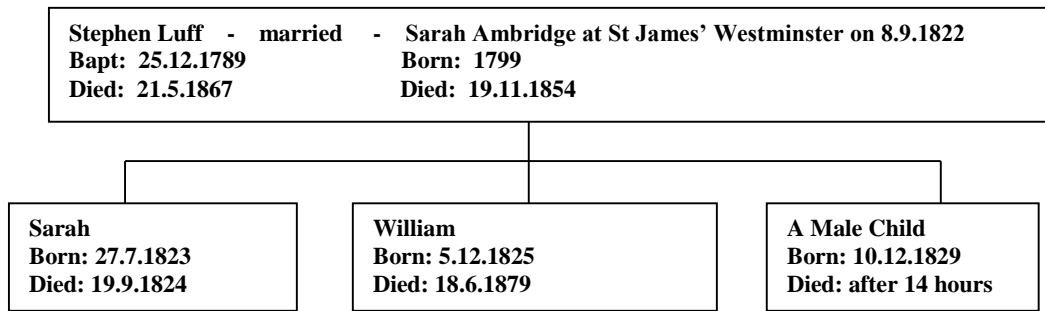 Stephen Luff - married - Sarah Ambridge at St James’ Westminster on 8.9.1822
Bapt: 25.12.1789 Born: 1799
Died: 21.5.1867 Died: 19.11.1854
Sarah
Born: 27.7.1823
Died: 19.9.1824
William
Born: 5.12.1825
Died: 18.6.1879
A Male Child
Born: 10.12.1829
Died: after 14 hours